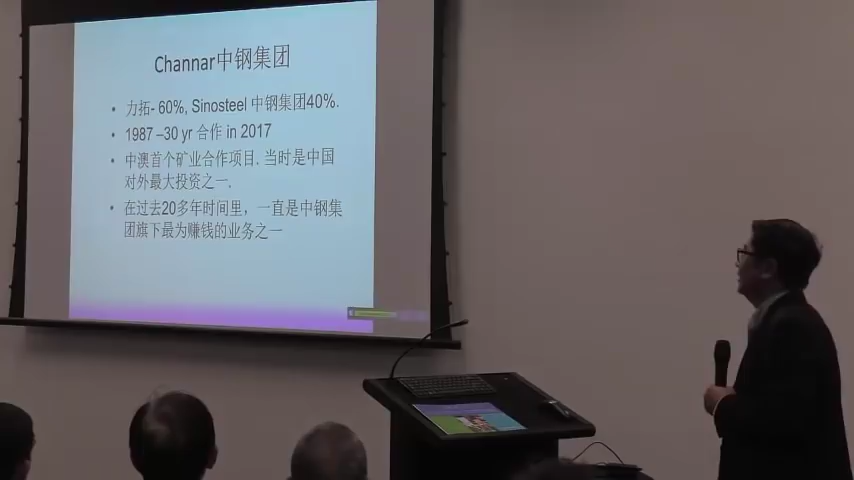 Channar中钢集团
• 力拓- 60%, Sinosteel 中钢集团40%.
• 1987 –30 yr 合作 in 2017
• 中澳首个矿业合作项目, 当时是中国
对外最大投资之一.
• 在过去20多年时间里，一直是中钢集
团旗下最为赚钱的业务之一